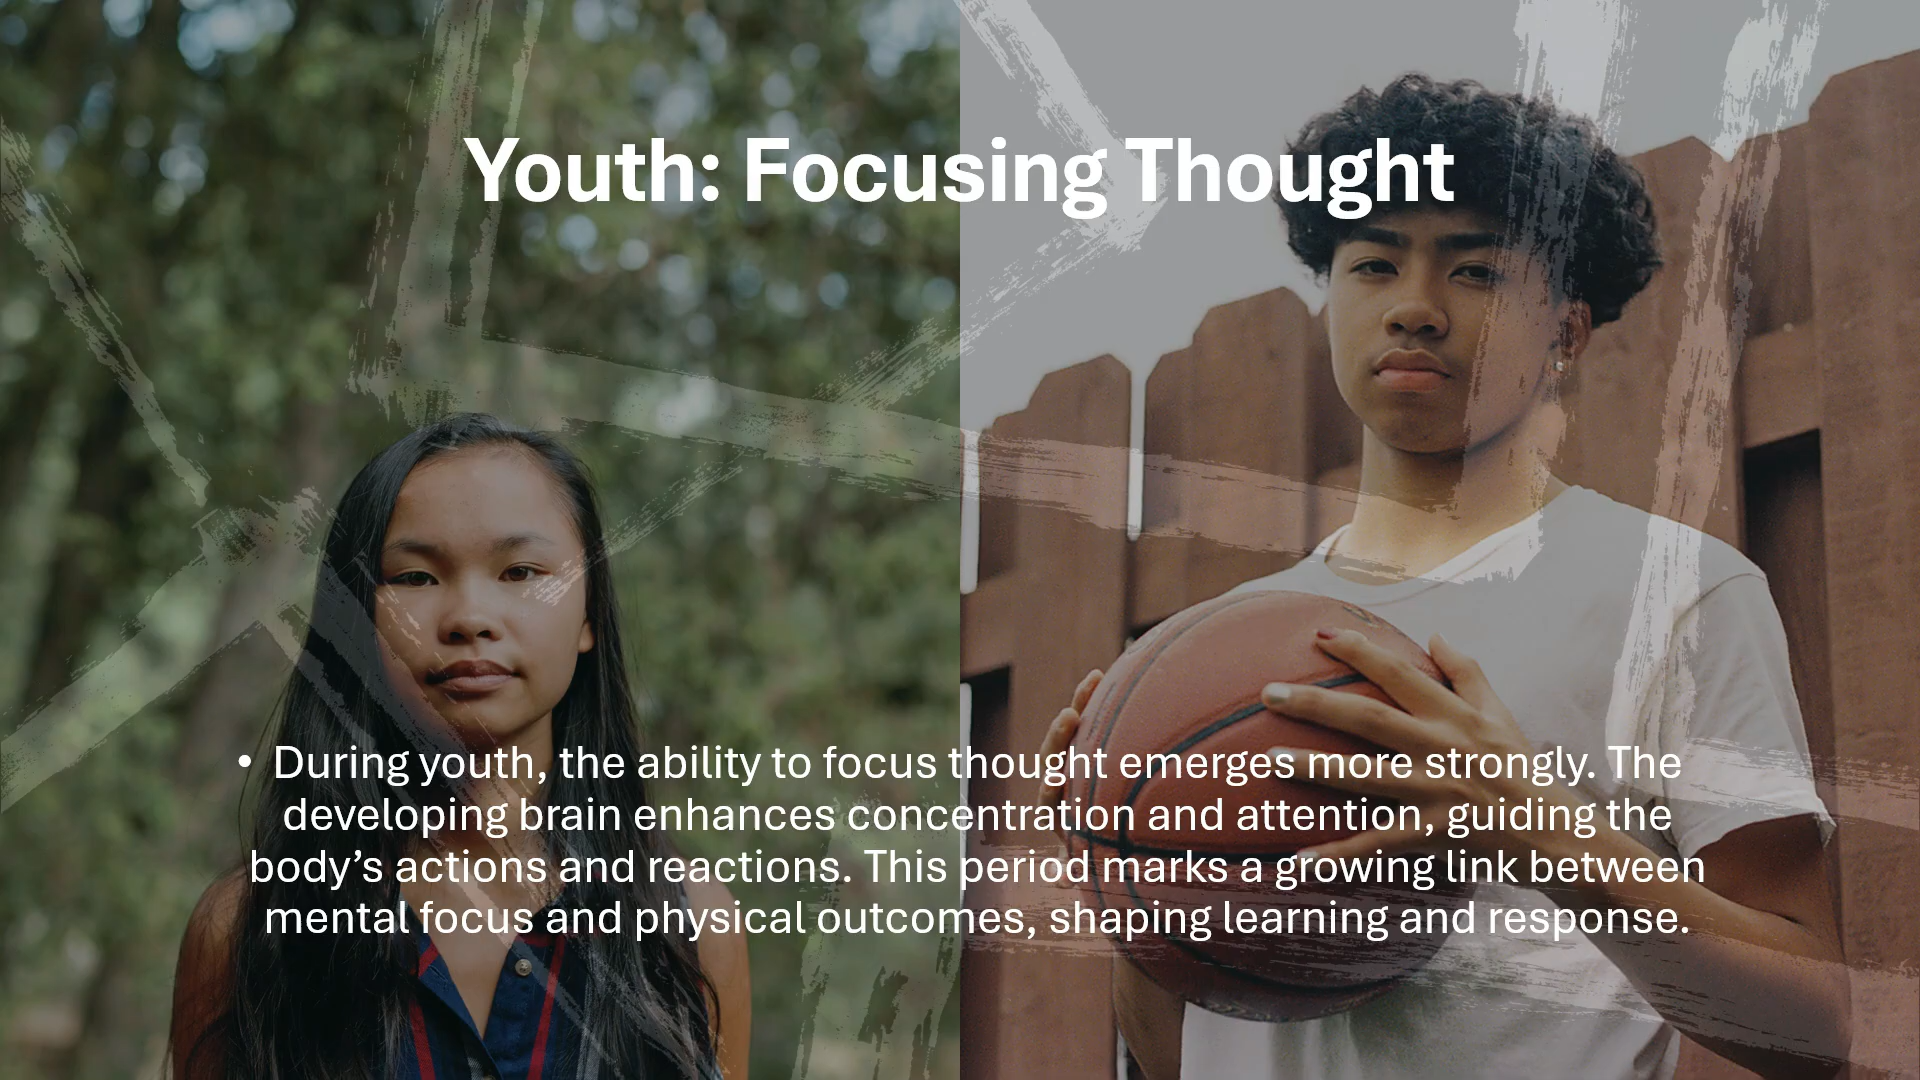 Youth: Focusing Thought
• During youth, the ability to focus thought emerges more strongly. The
developing brain enhances concentration and attention, guiding the
body’s actions and reactions. This period marks a growing link between
mental focus and physical outcomes, shaping learning and response.